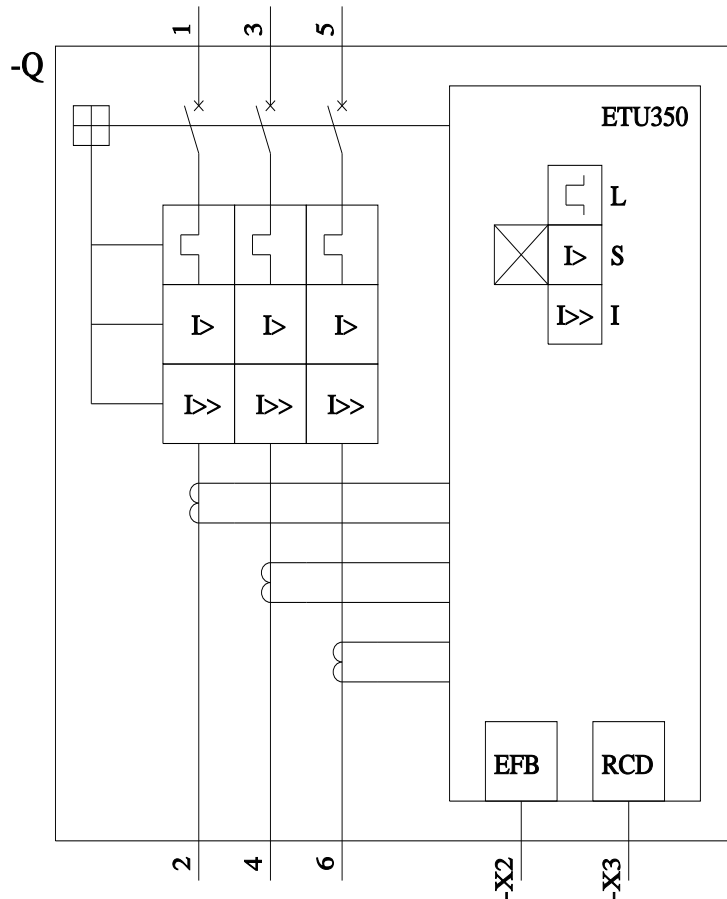 1 3 5
-Q
ETU350
L
I> S
I>> I
I> I> I>
I>> I>> I>>
EFB RCD
2 4 6 -X2 -X3